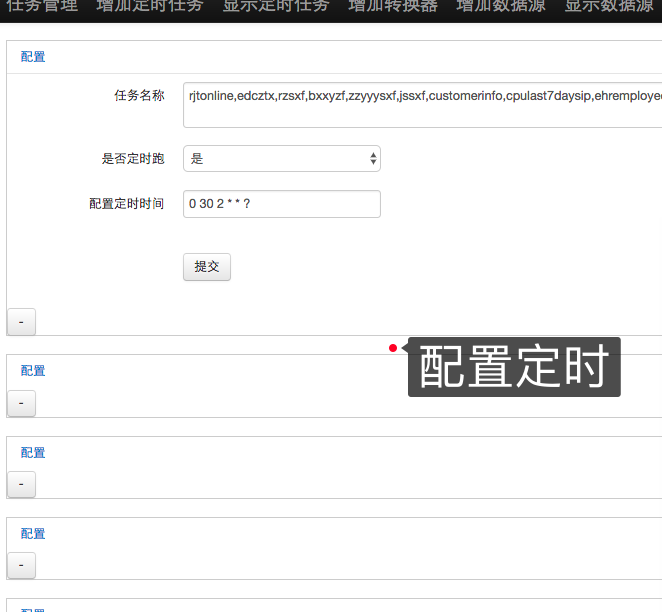 任务管理 增加定时任务 显示定时任务 增加转换器 增加数据源 显示数据源
配置
任务名称 rjtonline,edcztx,rzsxf,bxxyzf,zzyyysxf,jssxf,customerinfo,cpulast7daysip,ehremployee
是否定时跑 是
配置定时时间 0 30 2 * * ?
提交
-
配置定时
配置
-
配置
-
配置
-
配置